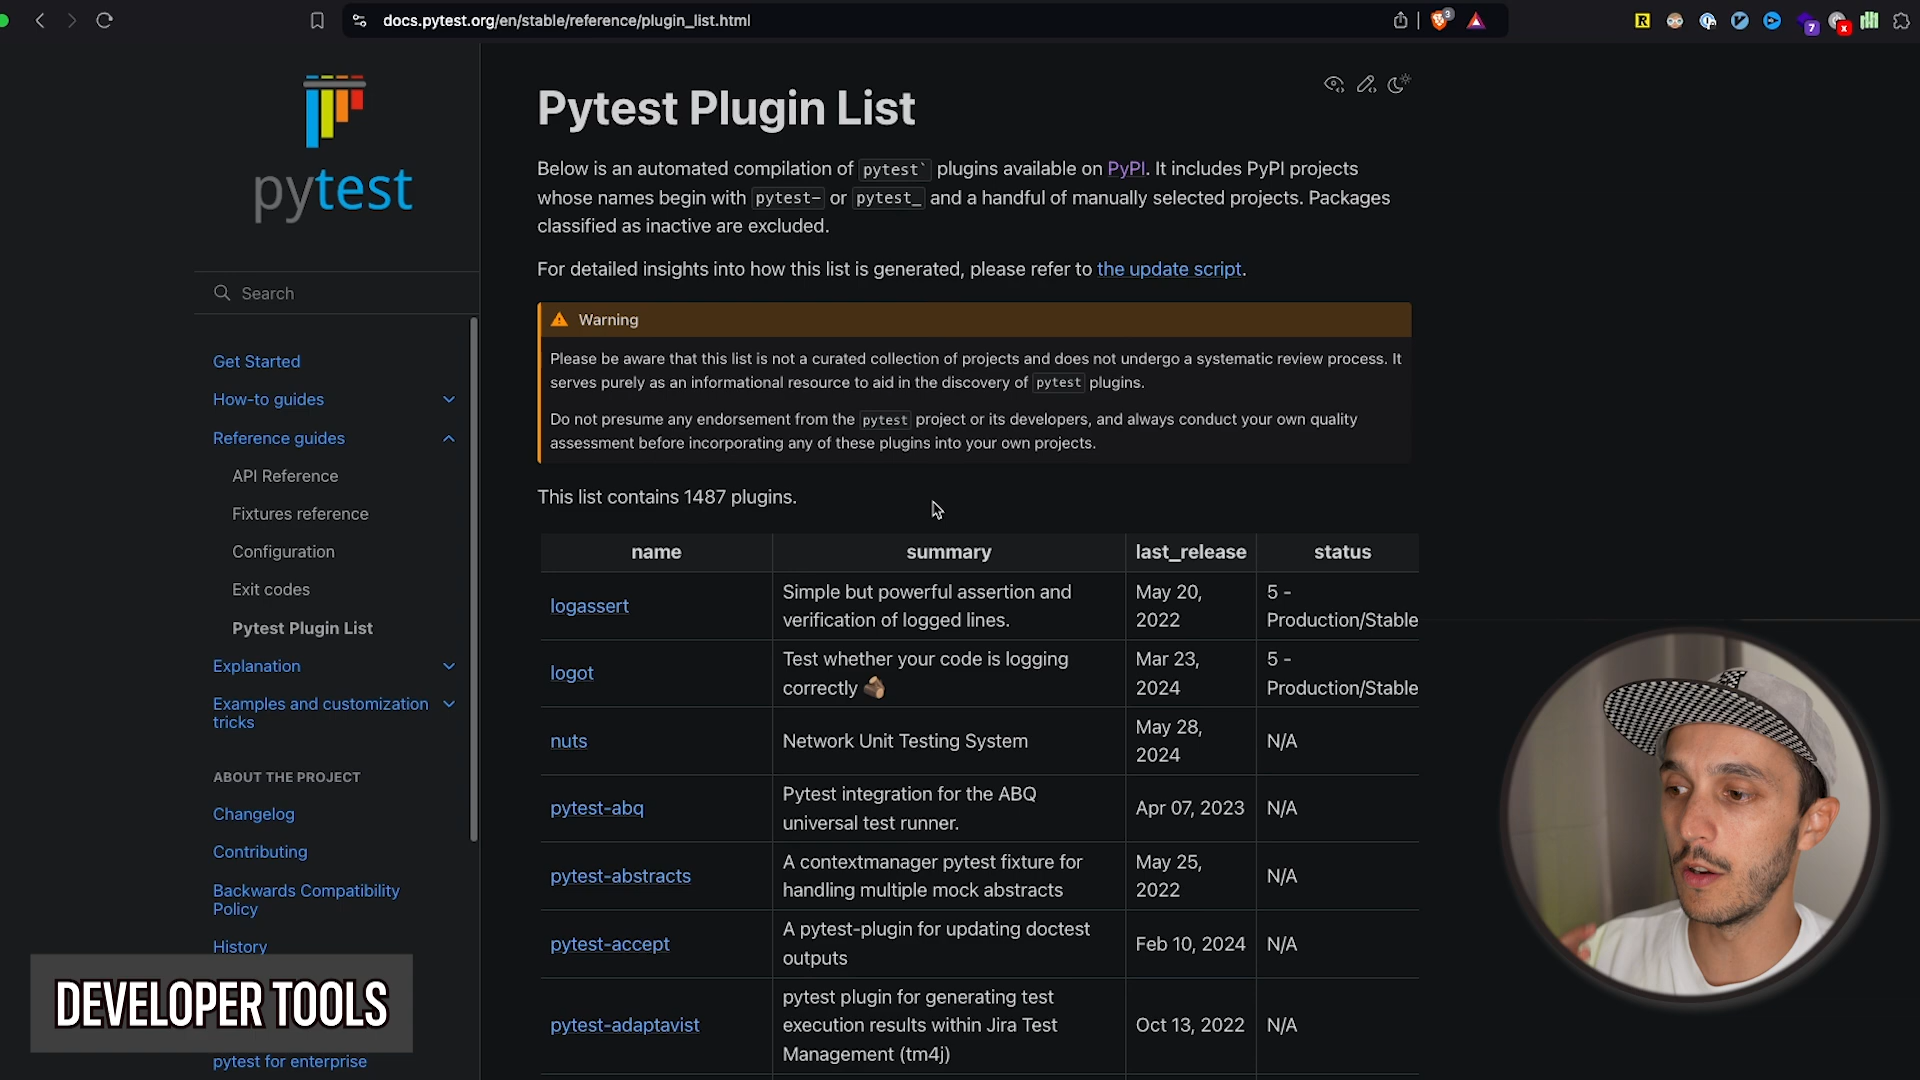 docs.pytest.org/en/stable/reference/plugin_list.html
3
R
7
x
pytest
Search
Get Started
How-to guides
Reference guides
API Reference
Fixtures reference
Configuration
Exit codes
Pytest Plugin List
Explanation
Examples and customization
tricks
ABOUT THE PROJECT
Changelog
Contributing
Backwards Compatibility
Policy
History
pytest for enterprise
Pytest Plugin List
Below is an automated compilation of pytest` plugins available on PyPI. It includes PyPI projects
whose names begin with pytest- or pytest_ and a handful of manually selected projects. Packages
classified as inactive are excluded.
For detailed insights into how this list is generated, please refer to the update script.
Warning
Please be aware that this list is not a curated collection of projects and does not undergo a systematic review process. It
serves purely as an informational resource to aid in the discovery of pytest plugins.
Do not presume any endorsement from the pytest project or its developers, and always conduct your own quality
assessment before incorporating any of these plugins into your own projects.
This list contains 1487 plugins.
name summary last_release status
logassert Simple but powerful assertion and May 20, 5 -
verification of logged lines. 2022 Production/Stable
logot Test whether your code is logging Mar 23, 5 -
correctly 🪵 2024 Production/Stable
nuts Network Unit Testing System May 28, N/A
2024
pytest-abq Pytest integration for the ABQ Apr 07, 2023 N/A
universal test runner.
pytest-abstracts A contextmanager pytest fixture for May 25, N/A
handling multiple mock abstracts 2022
pytest-accept A pytest-plugin for updating doctest Feb 10, 2024 N/A
outputs
pytest-adaptavist pytest plugin for generating test Oct 13, 2022 N/A
execution results within Jira Test
Management (tm4j)
DEVELOPER TOOLS